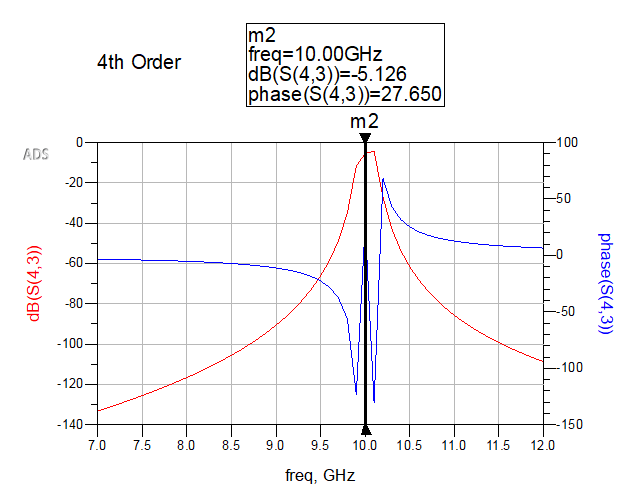 4th Order
m2
freq=10.00GHz
dB(S(4,3))=-5.126
phase(S(4,3))=27.650
m2
ADS
0
-20
-40
-60
-80
-100
-120
-140
100
50
0
-50
-100
-150
dB(S(4,3))
phase(S(4,3))
7.0 7.5 8.0 8.5 9.0 9.5 10.0 10.5 11.0 11.5 12.0
freq, GHz